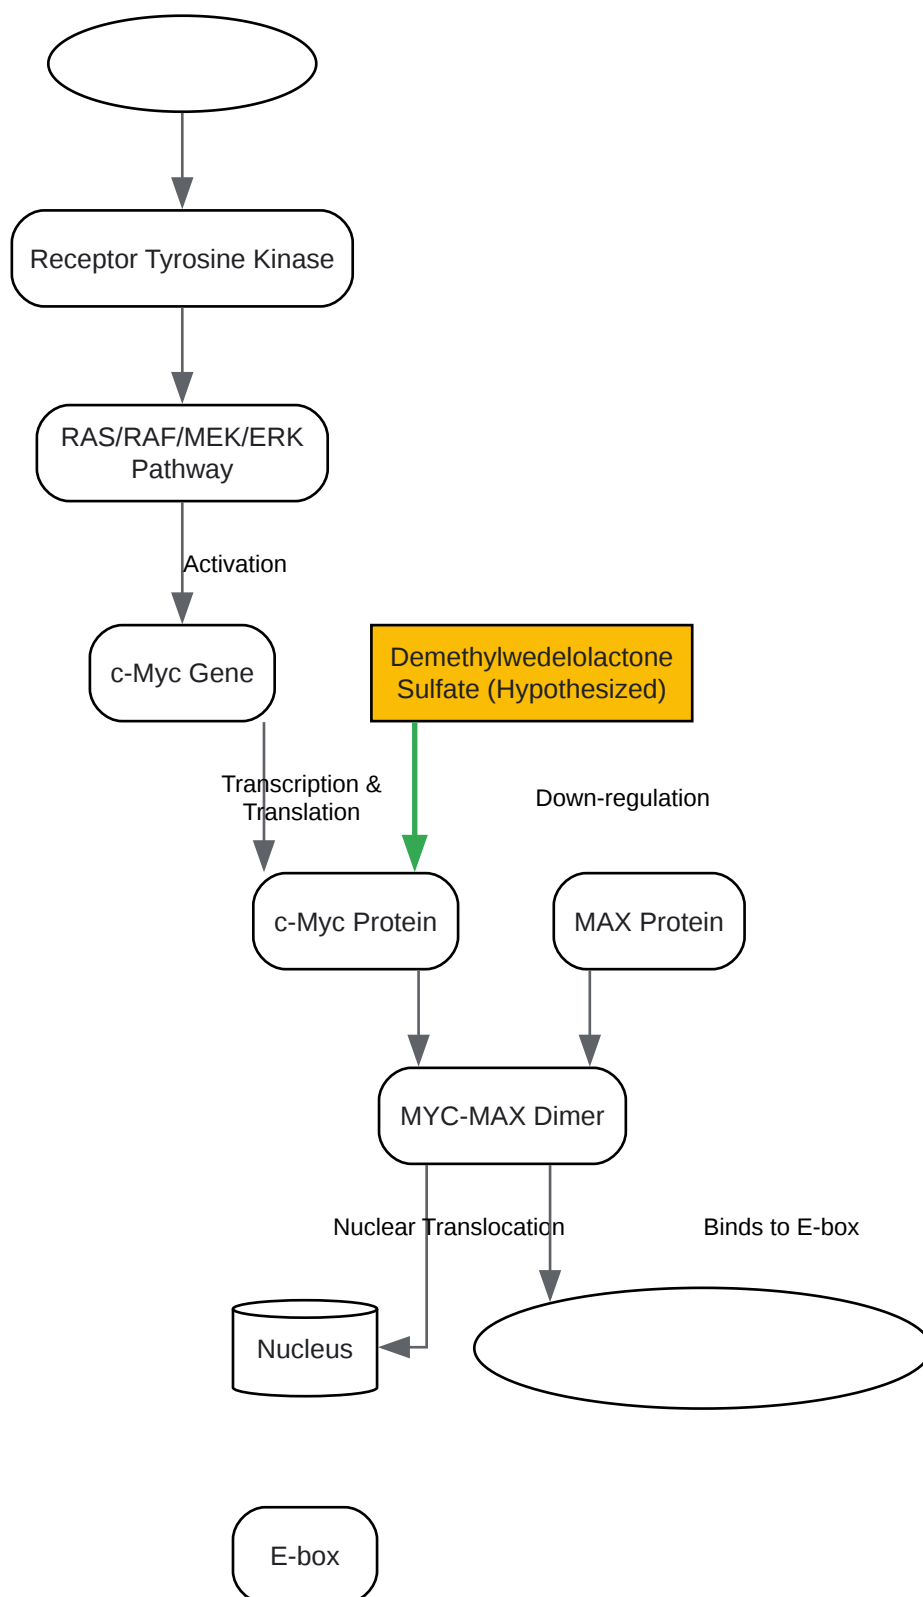 Receptor Tyrosine Kinase
RAS/RAF/MEK/ERK
Pathway
Activation
c-Myc Gene
Demethylwedelolactone
Sulfate (Hypothesized)
Transcription &
Translation
Down-regulation
c-Myc Protein
MAX Protein
MYC-MAX Dimer
Nuclear Translocation
Binds to E-box
Nucleus
E-box